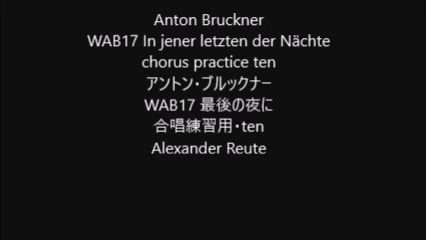 Anton Bruckner
WAB17 In jener letzten der Nächte
chorus practice ten
アントン・ブルックナー
WAB17 最後の夜に
合唱練習用・ten
Alexander Reute